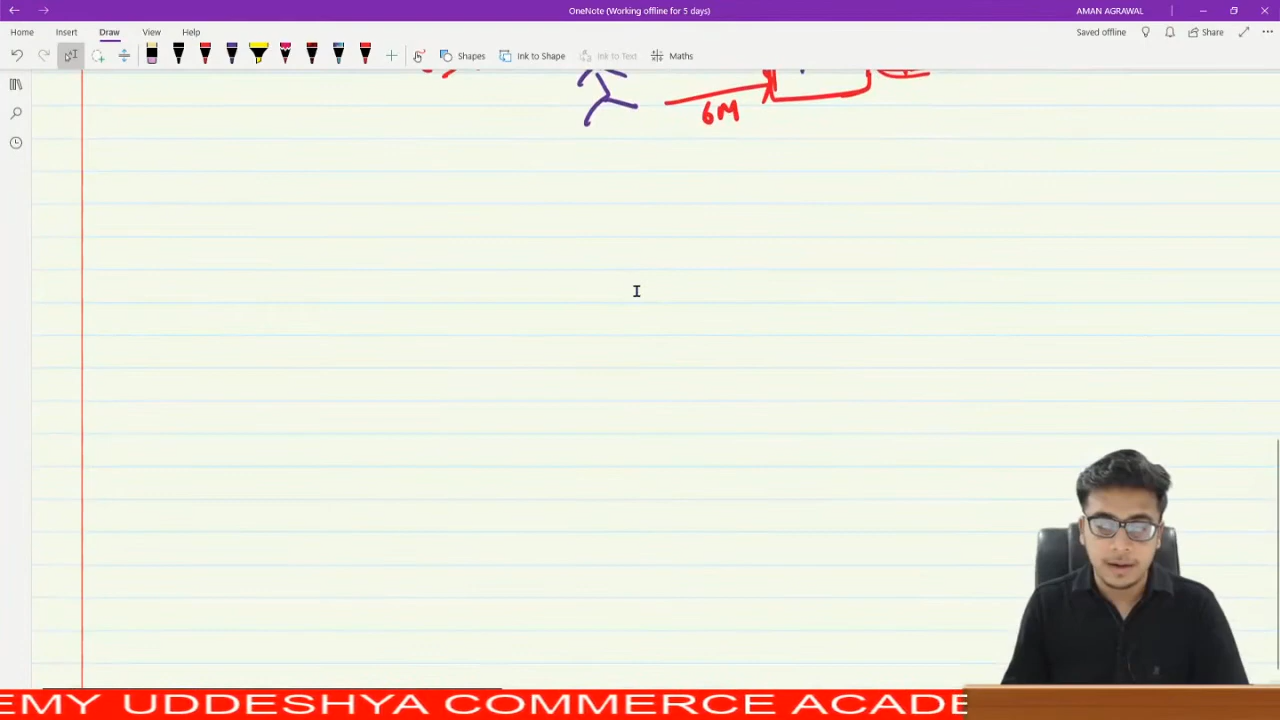 OneNote (Working offline for 5 days)
AMAN AGRAWAL
Home Insert Draw View Help
Saved offline Share
Shapes Ink to Shape Ink to Text Maths
6M
EMY UDDESHYA COMMERCE ACADE